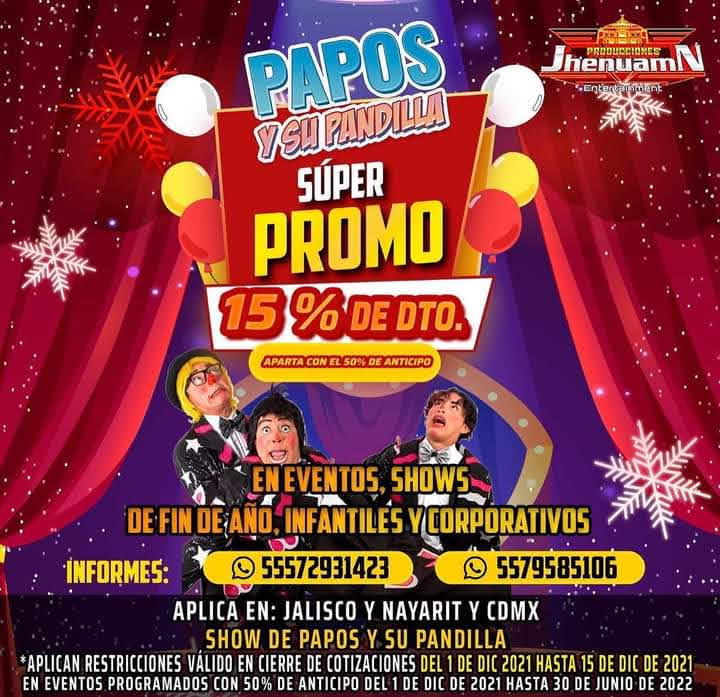 PRODUCCIONES
JhenuamN
Entertainment
PAPOS
Y SU PANDILLA
SÚPER
PROMO
15 % DE DTO.
APARTA CON EL 50% DE ANTICIPO
EN EVENTOS, SHOWS
DE FIN DE AÑO, INFANTILES Y CORPORATIVOS
INFORMES: 55572931423 5579585106
APLICA EN: JALISCO Y NAYARIT Y CDMX
SHOW DE PAPOS Y SU PANDILLA
*APLICAN RESTRICCIONES VÁLIDO EN CIERRE DE COTIZACIONES DEL 1 DE DIC 2021 HASTA 15 DE DIC DE 2021
EN EVENTOS PROGRAMADOS CON 50% DE ANTICIPO DEL 1 DE DIC DE 2021 HASTA 30 DE JUNIO DE 2022